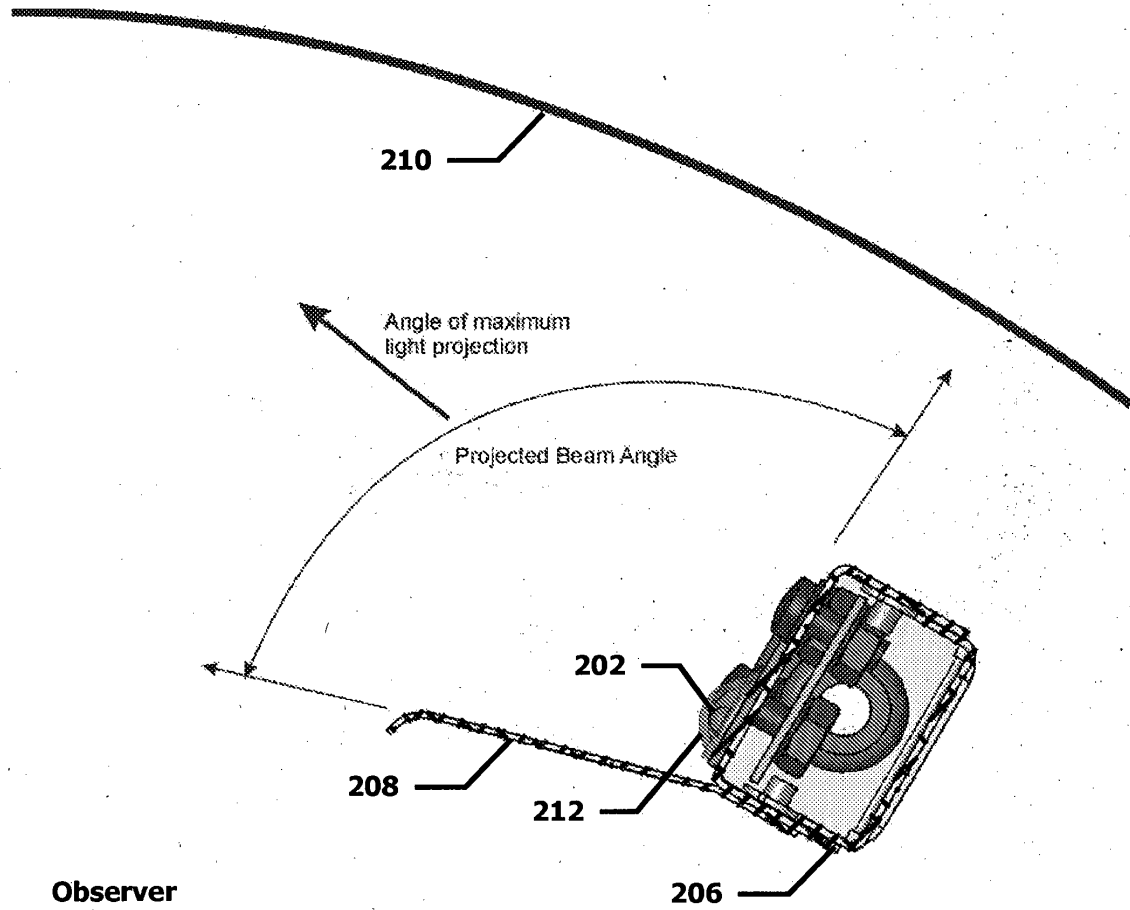 210
Angle of maximum
light projection
Projected Beam Angle
202
208
212
206
Observer